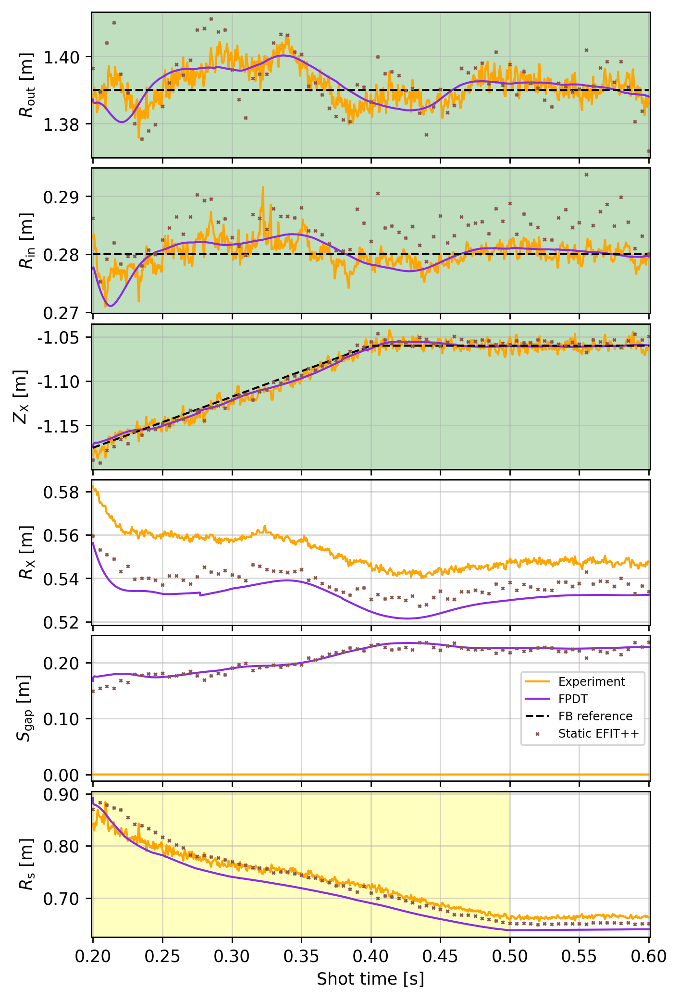 R_out [m]
1.40
1.38
R_in [m]
0.29
0.28
0.27
Z_X [m]
-1.05
-1.10
-1.15
R_X [m]
0.58
0.56
0.54
0.52
S_gap [m]
0.20
0.10
0.00
Experiment
FPDT
FB reference
Static EFIT++
R_s [m]
0.90
0.80
0.70
0.20 0.25 0.30 0.35 0.40 0.45 0.50 0.55 0.60
Shot time [s]